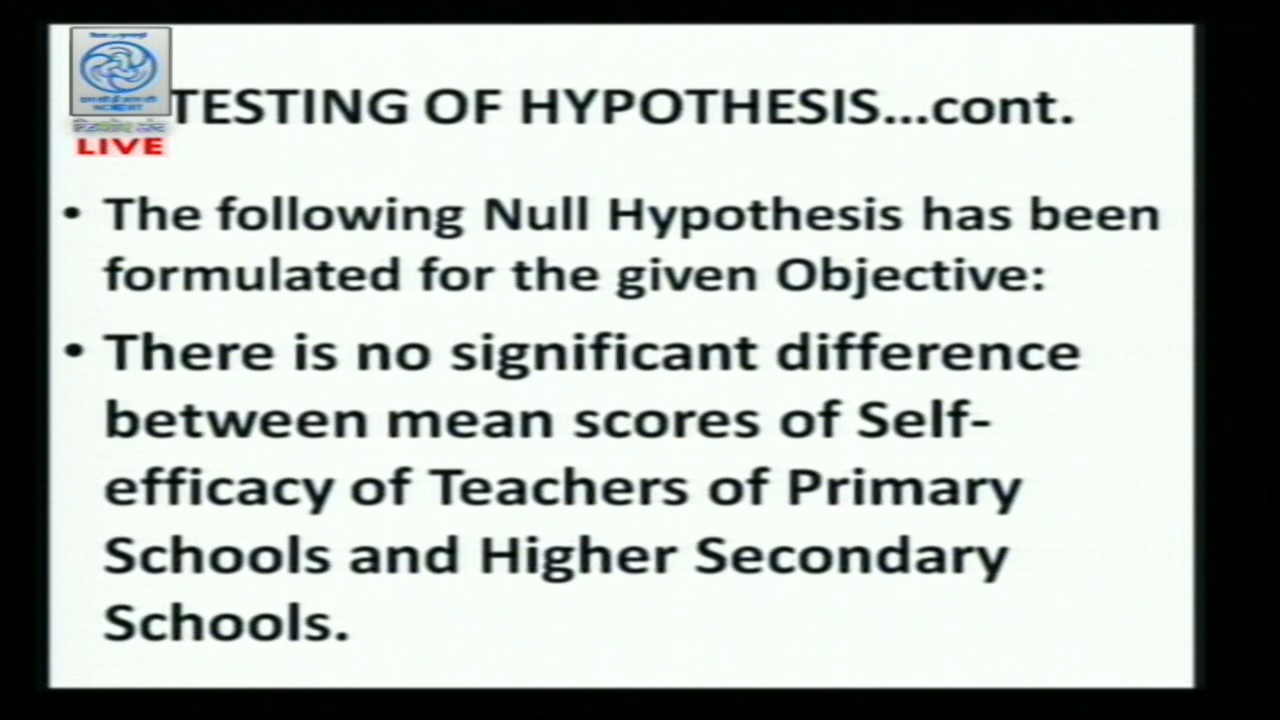 TESTING OF HYPOTHESIS...cont.
LIVE
• The following Null Hypothesis has been
formulated for the given Objective:
• There is no significant difference
between mean scores of Self-
efficacy of Teachers of Primary
Schools and Higher Secondary
Schools.